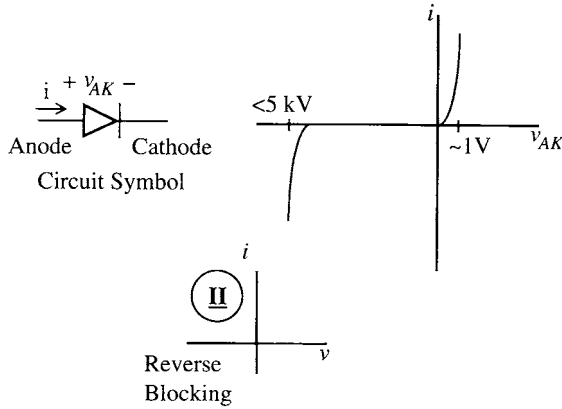 i
+ v_AK −
i
Anode
Cathode
Circuit Symbol
<5 kV
~1V
v_AK
i
II
v
Reverse
Blocking